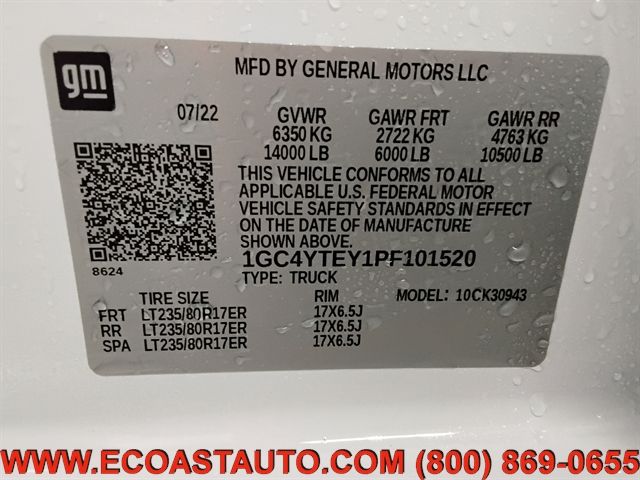 gm
MFD BY GENERAL MOTORS LLC
07/22 GVWR GAWR FRT GAWR RR
6350 KG 2722 KG 4763 KG
14000 LB 6000 LB 10500 LB
THIS VEHICLE CONFORMS TO ALL
APPLICABLE U.S. FEDERAL MOTOR
VEHICLE SAFETY STANDARDS IN EFFECT
ON THE DATE OF MANUFACTURE
SHOWN ABOVE.
8624
1GC4YTEY1PF101520
TYPE: TRUCK
TIRE SIZE RIM MODEL: 10CK30943
FRT LT235/80R17ER 17X6.5J
RR LT235/80R17ER 17X6.5J
SPA LT235/80R17ER 17X6.5J
WWW.ECOASTAUTO.COM (800) 869-0655